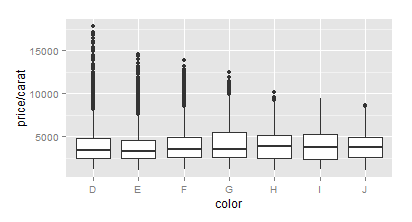 price/carat
15000
10000
5000
D E F G H I J
color